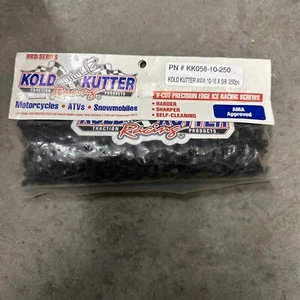 PRO SERIES
KOLD KUTTER
TRACTION Racing PRODUCTS
Motorcycles • ATVs • Snowmobiles
PN # KK058-10-250
KOLD KUTTER AMA 10-16 X 5/8 250pk
V-CUT PRECISION EDGE ICE RACING SCREWS
• HARDER
• SHARPER
• SELF-CLEANING
AMA
Approved
KOLD KUTTER
TRACTION Racing PRODUCTS